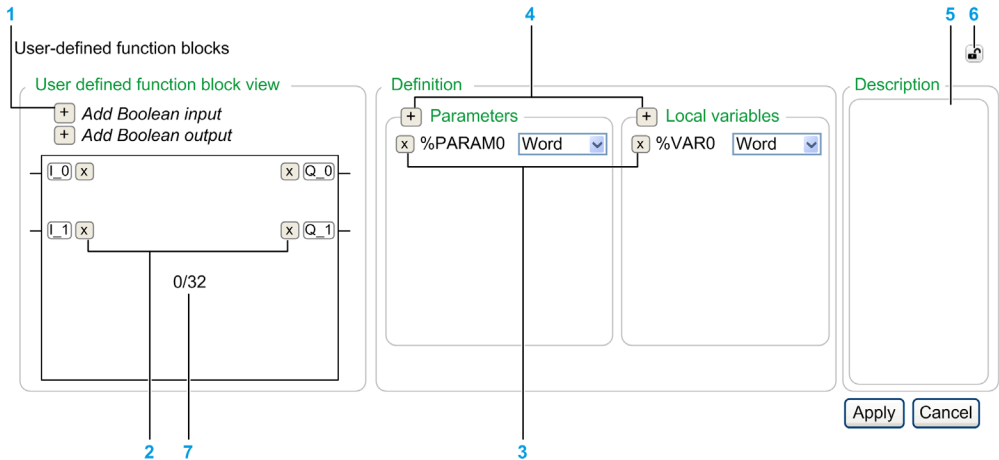 1 4 5 6
User-defined function blocks
User defined function block view Definition Description
+ Add Boolean input + Parameters + Local variables
+ Add Boolean output x %PARAM0 Word x %VAR0 Word
I_0 x x Q_0
I_1 x x Q_1
0/32
Apply Cancel
2 7 3